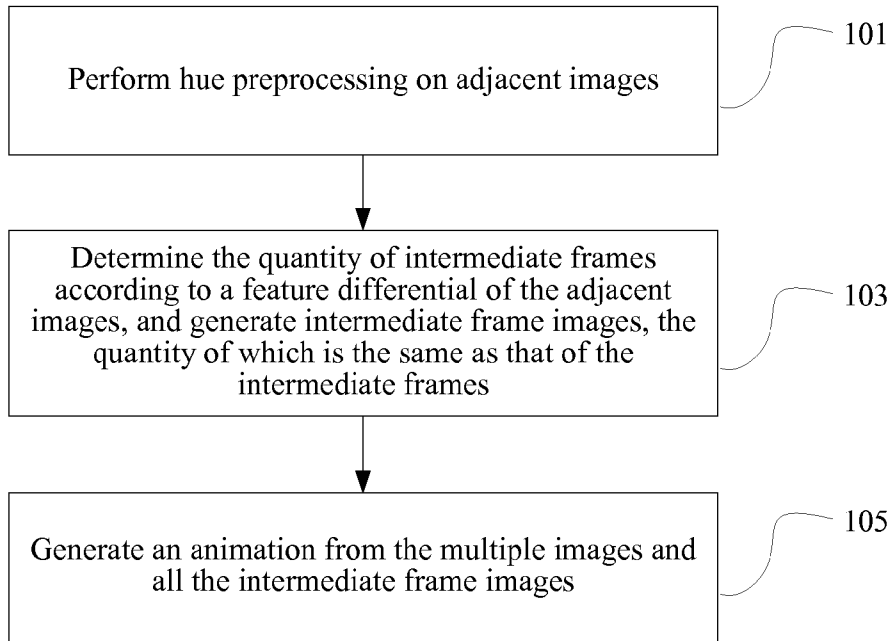 Perform hue preprocessing on adjacent images
101
Determine the quantity of intermediate frames
according to a feature differential of the adjacent
images, and generate intermediate frame images, the
quantity of which is the same as that of the
intermediate frames
103
Generate an animation from the multiple images and
all the intermediate frame images
105